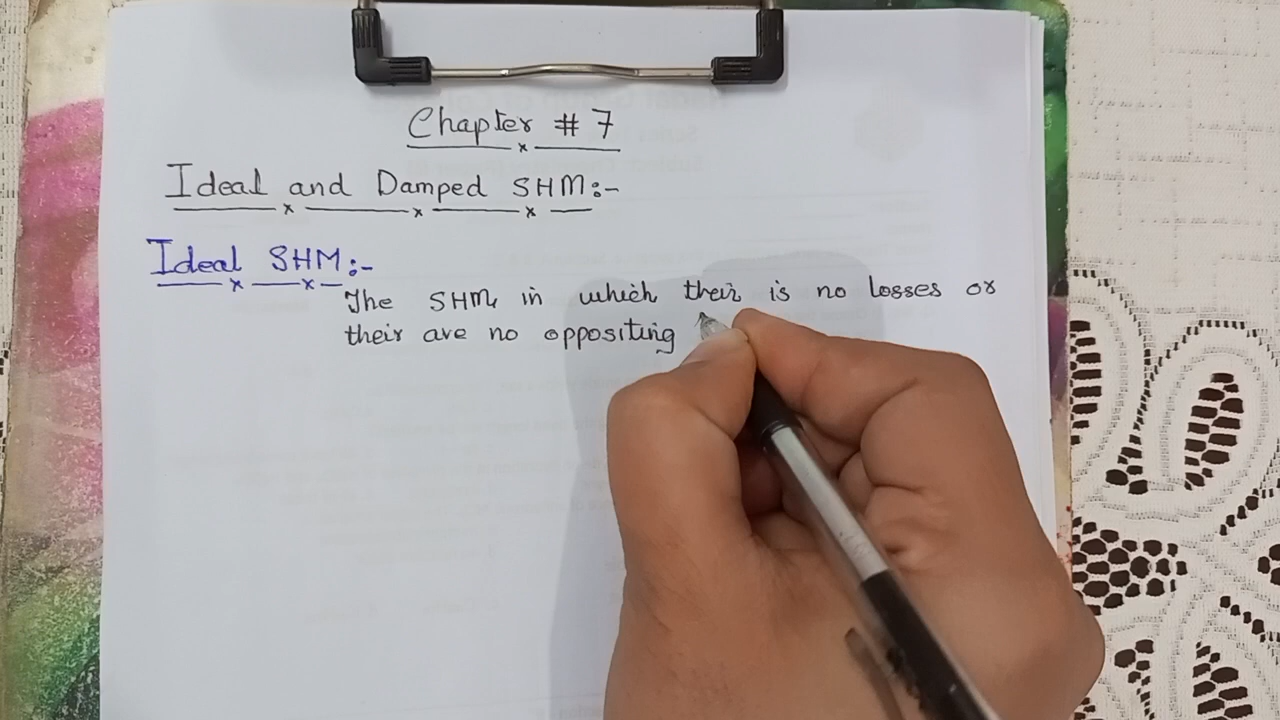 Chapter # 7
Ideal and Damped SHM:-
Ideal SHM:-
The SHM in which their is no losses or
their are no oppositing